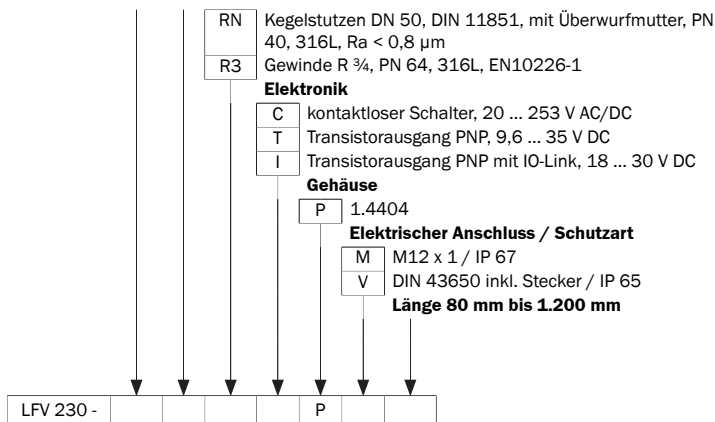 RN Kegelstutzen DN 50, DIN 11851, mit Überwurfmutter, PN
40, 316L, Ra < 0,8 µm
R3 Gewinde R ¾, PN 64, 316L, EN10226-1
Elektronik
C kontaktloser Schalter, 20 ... 253 V AC/DC
T Transistorausgang PNP, 9,6 ... 35 V DC
I Transistorausgang PNP mit IO-Link, 18 ... 30 V DC
Gehäuse
P 1.4404
Elektrischer Anschluss / Schutzart
M M12 x 1 / IP 67
V DIN 43650 inkl. Stecker / IP 65
Länge 80 mm bis 1.200 mm
LFV 230 - P